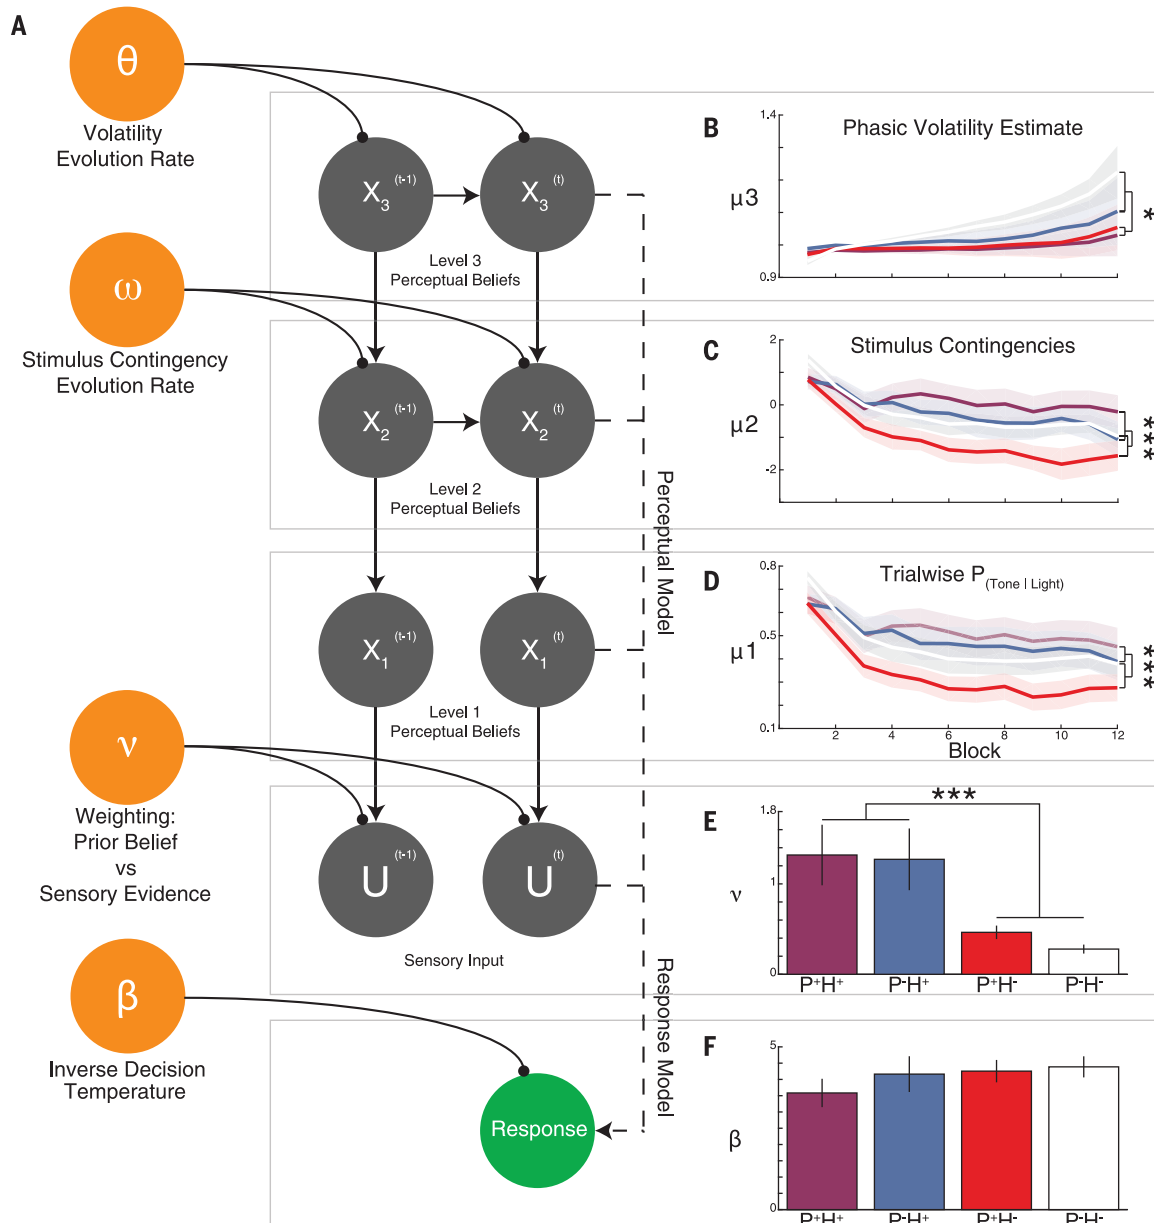 A
θ
Volatility
Evolution Rate
X3(t-1)
X3(t)
Level 3
Perceptual Beliefs
ω
Stimulus Contingency
Evolution Rate
X2(t-1)
X2(t)
Level 2
Perceptual Beliefs
Perceptual Model
X1(t-1)
X1(t)
Level 1
Perceptual Beliefs
ν
Weighting:
Prior Belief
vs
Sensory Evidence
U(t-1)
U(t)
Sensory Input
Response Model
β
Inverse Decision
Temperature
Response
B
Phasic Volatility Estimate
1.4
μ3
0.9
*
C
Stimulus Contingencies
2
0
μ2
-2
*
*
*
D
Trialwise P(Tone | Light)
0.8
0.5
μ1
0.1
*
*
*
2 4 6 8 10 12
Block
E
***
1.8
1
ν
0
P+H+ P-H+ P+H- P-H-
F
5
β
0
P+H+ P-H+ P+H- P-H-